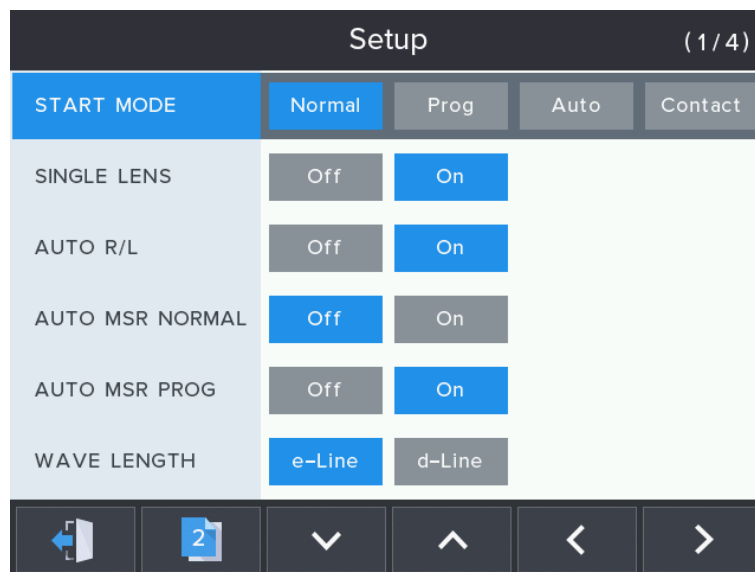 Setup (1/4)
START MODE Normal Prog Auto Contact
SINGLE LENS Off On
AUTO R/L Off On
AUTO MSR NORMAL Off On
AUTO MSR PROG Off On
WAVE LENGTH e-Line d-Line
2